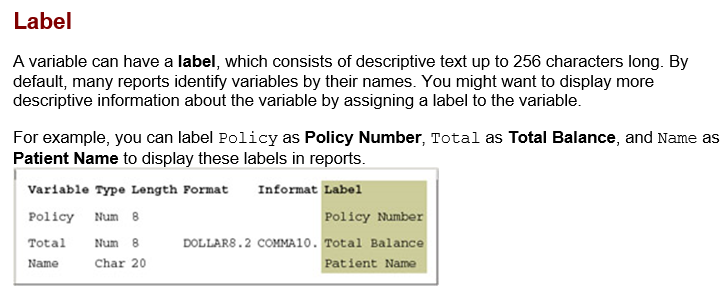 Label
A variable can have a label, which consists of descriptive text up to 256 characters long. By
default, many reports identify variables by their names. You might want to display more
descriptive information about the variable by assigning a label to the variable.
For example, you can label Policy as Policy Number, Total as Total Balance, and Name as
Patient Name to display these labels in reports.
Variable Type Length Format Informat Label
Policy Num 8 Policy Number
Total Num 8 DOLLAR8.2 COMMA10. Total Balance
Name Char 20 Patient Name